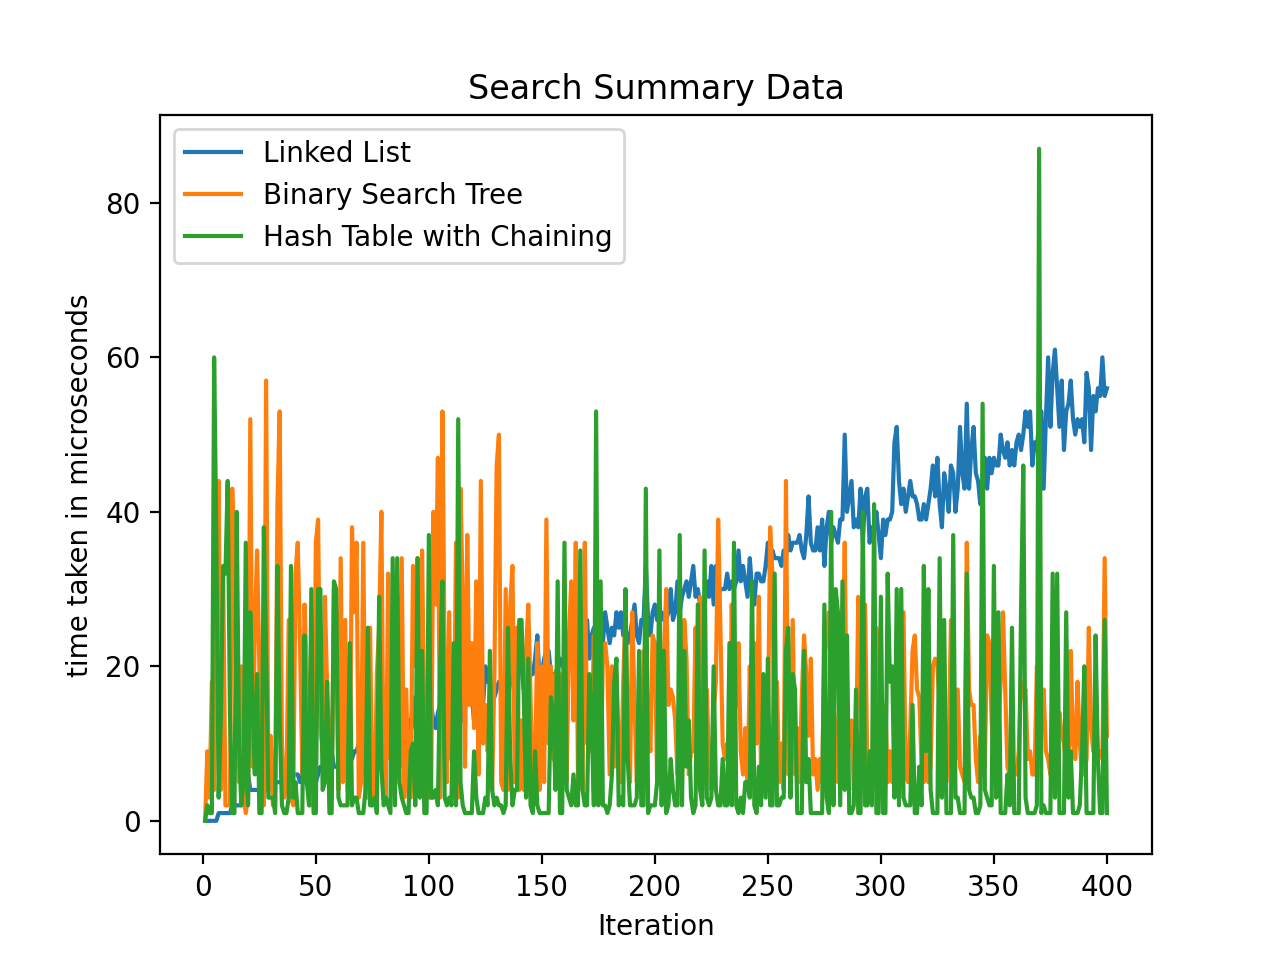 Search Summary Data
Linked List
Binary Search Tree
Hash Table with Chaining
time taken in microseconds
80
60
40
20
0
0 50 100 150 200 250 300 350 400
Iteration